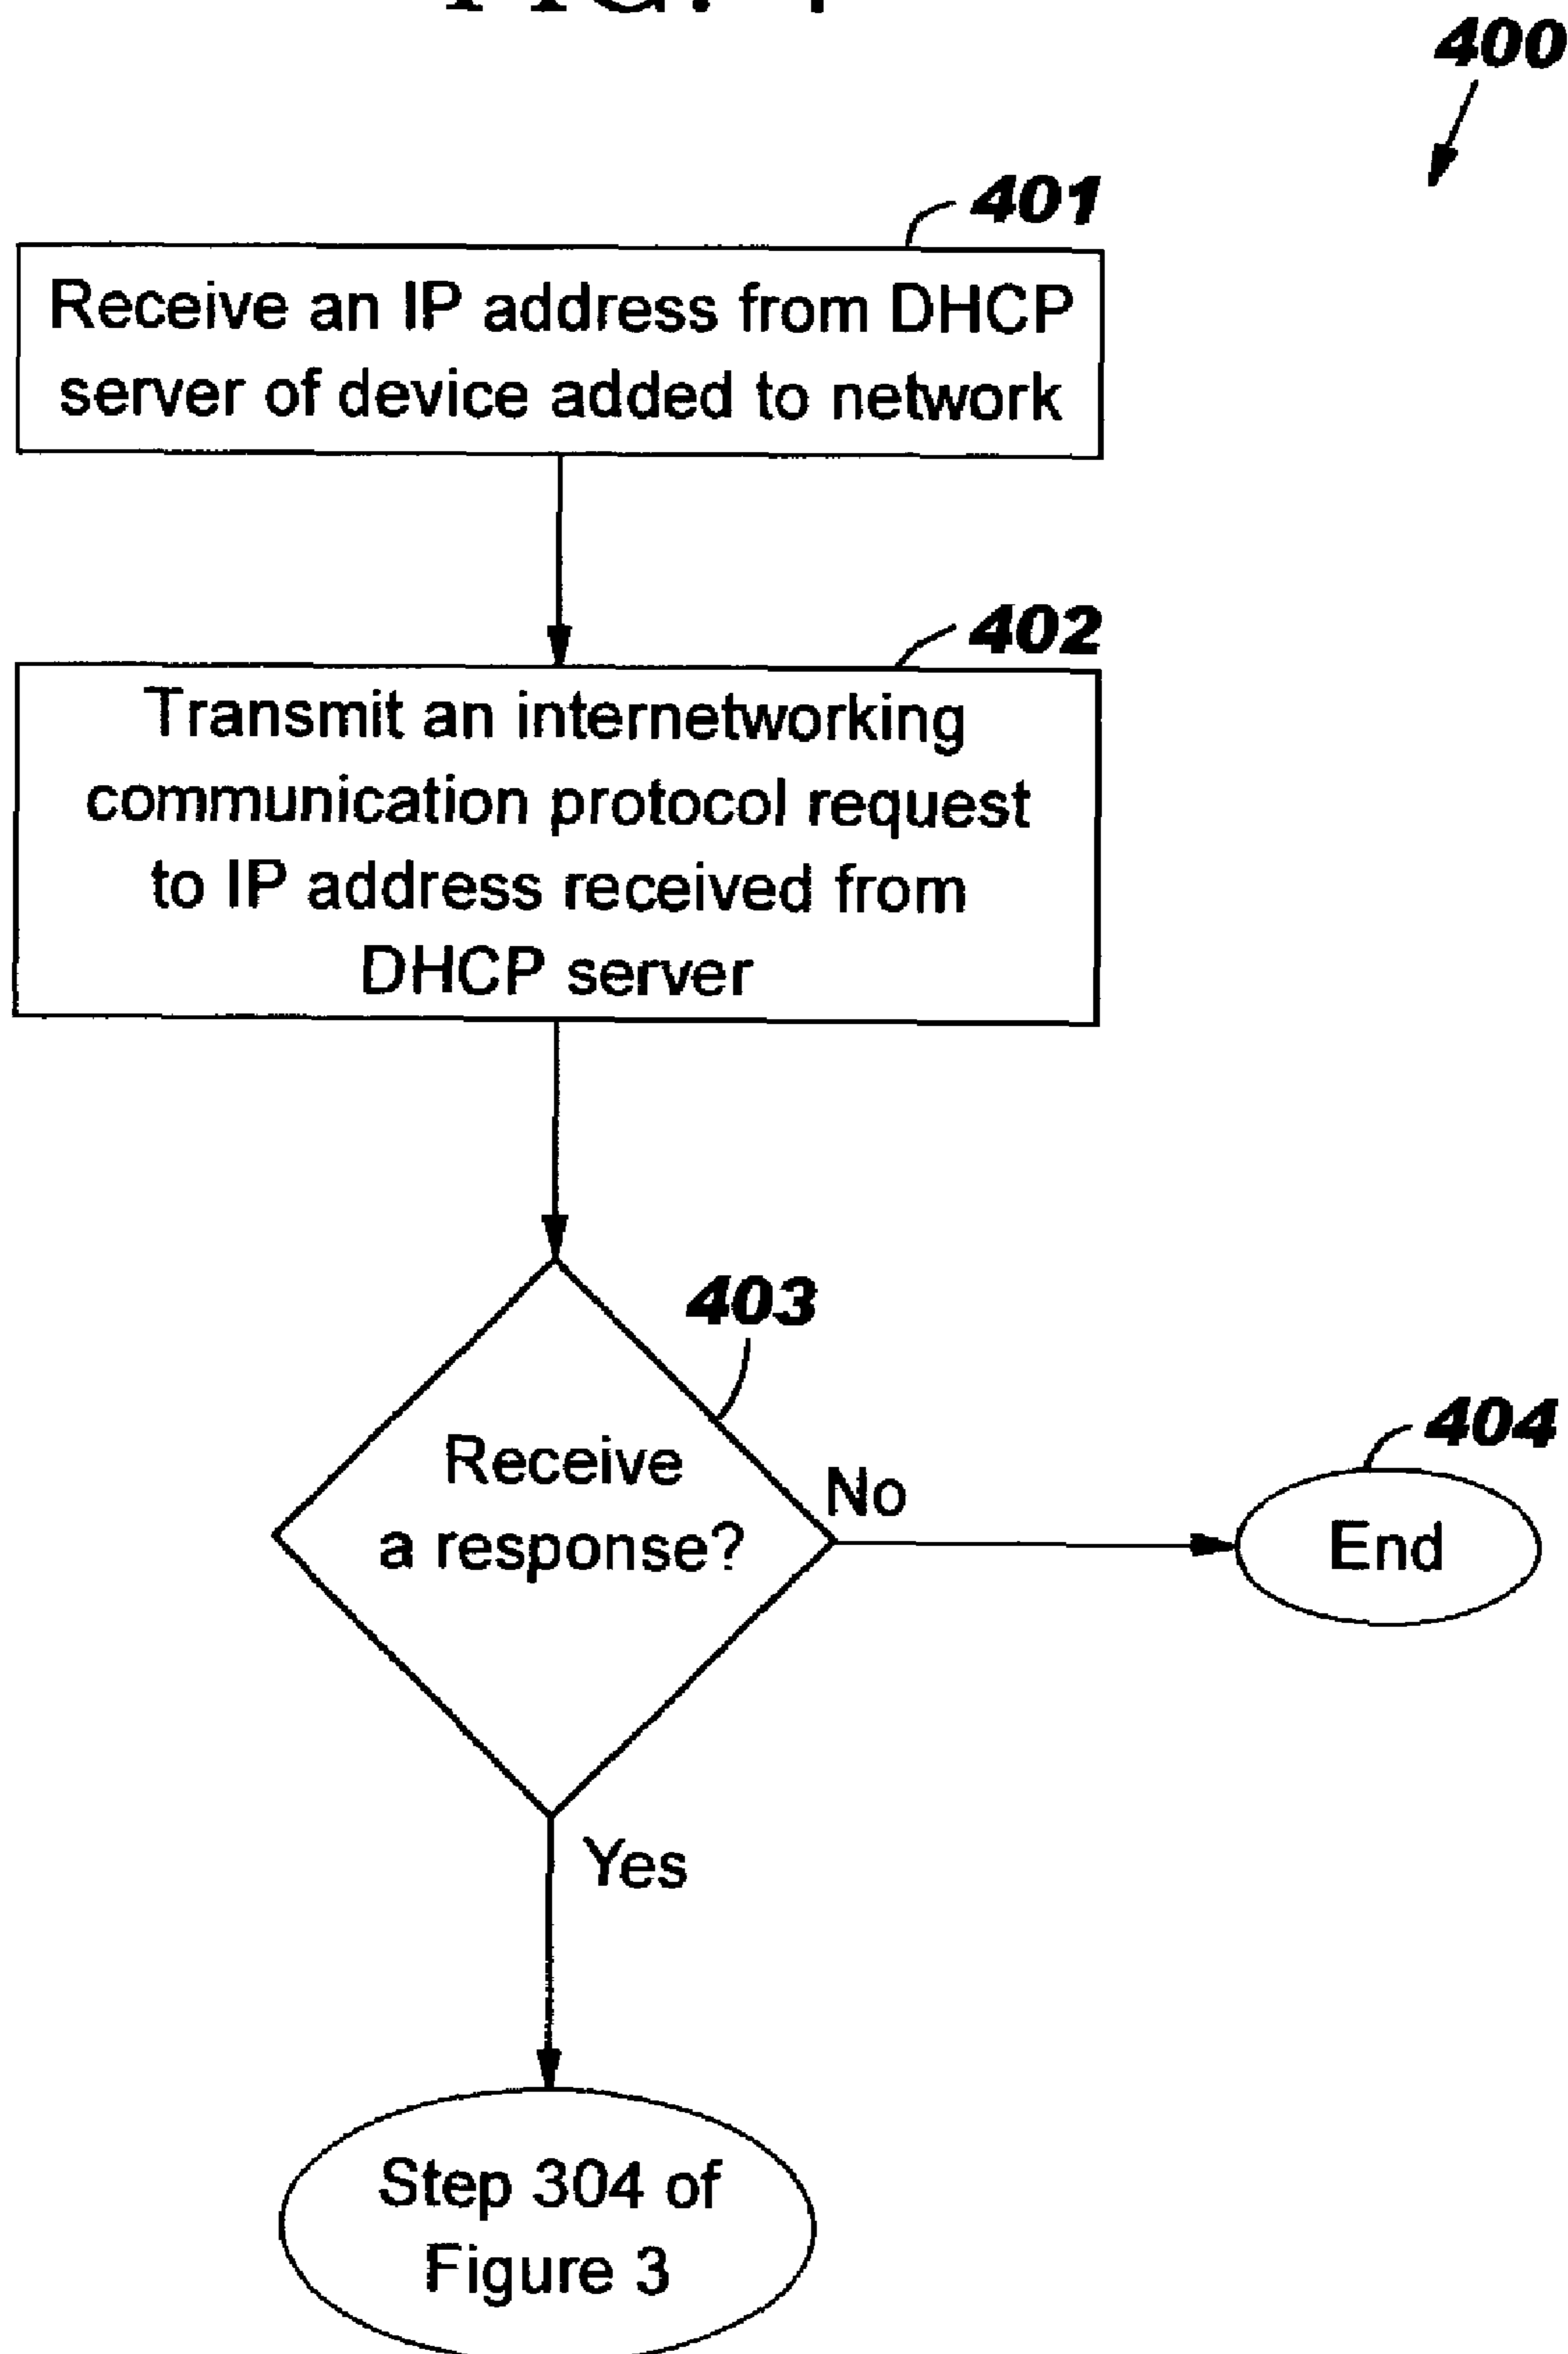 FIG. 4
400
401
Receive an IP address from DHCP
server of device added to network
402
Transmit an internetworking
communication protocol request
to IP address received from
DHCP server
403
Receive
a response?
No
404
End
Yes
Step 304 of
Figure 3